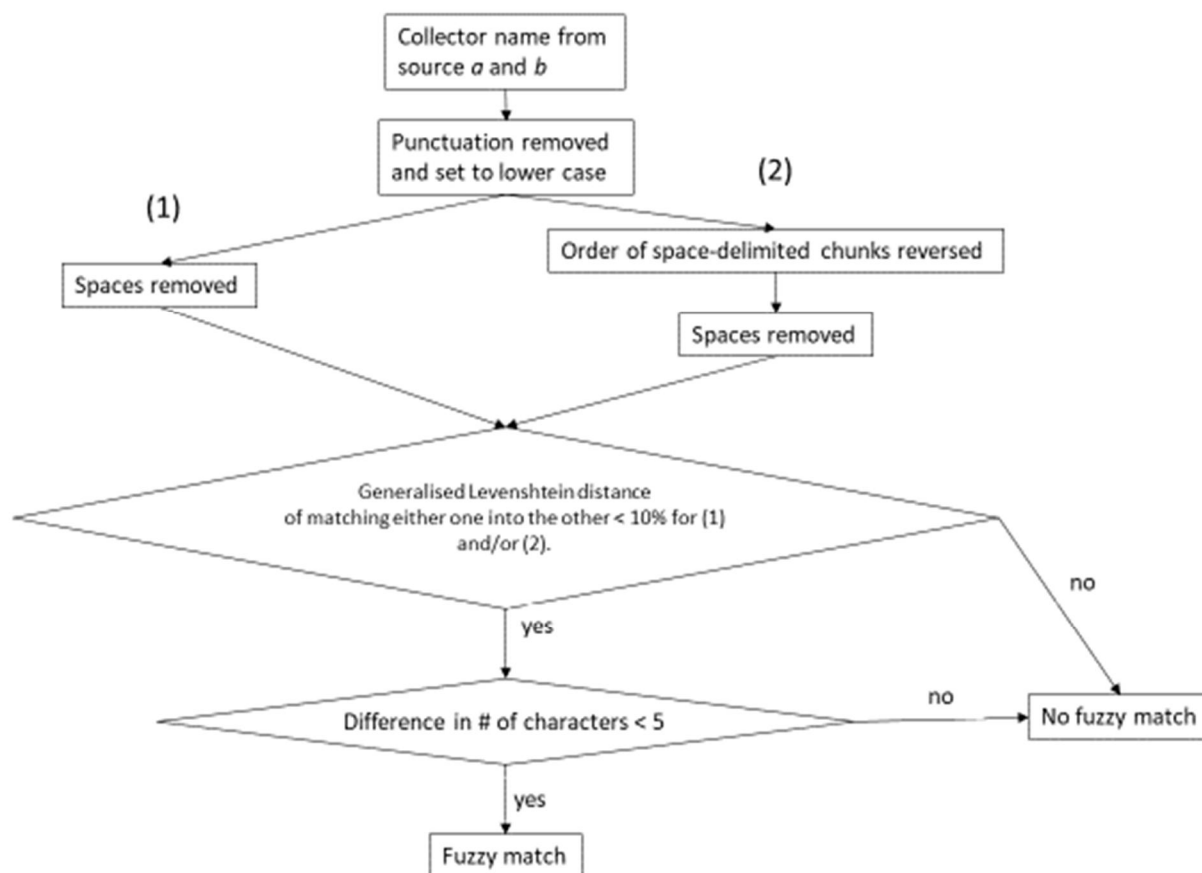 Collector name from
source a and b
Punctuation removed
and set to lower case
(1)
(2)
Spaces removed
Order of space-delimited chunks reversed
Spaces removed
Generalised Levenshtein distance
of matching either one into the other < 10% for (1)
and/or (2).
no
yes
Difference in # of characters < 5
no
No fuzzy match
yes
Fuzzy match